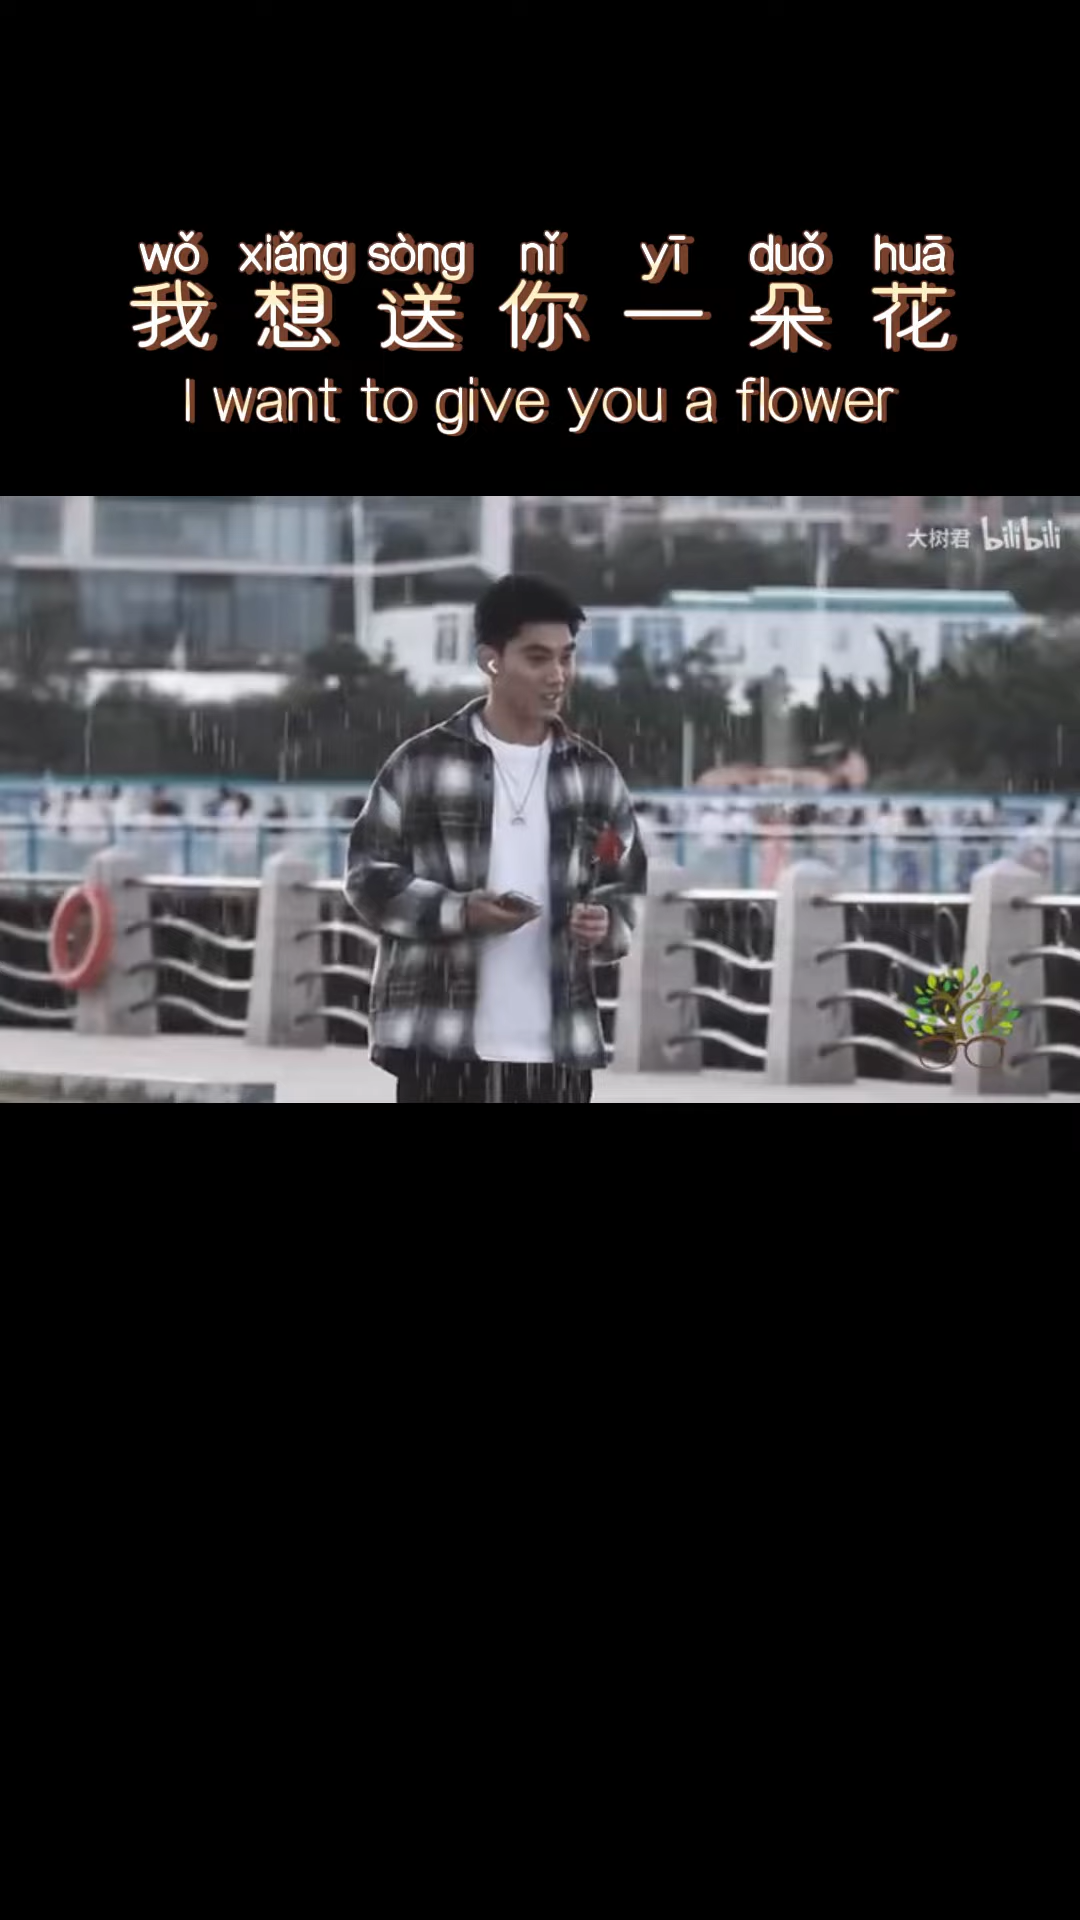 wǒ xiǎng sòng nǐ yī duǒ huā
我想送你一朵花
I want to give you a flower
大树君 bilibili